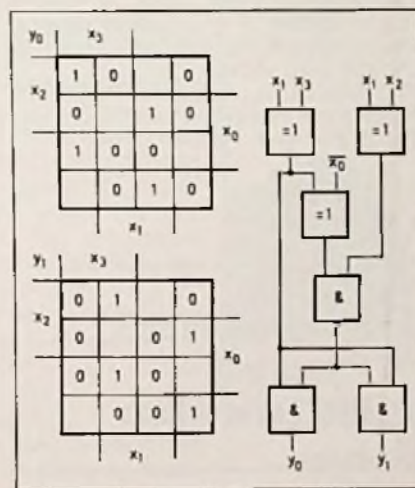 y₀ x₃
1 0 0
x₂
0 1 0
x₀
1 0 0
0 1 0
x₁
y₁ x₃
0 1 0
x₂
0 0 1
x₀
0 1 0
0 0 1
x₁
x₁ x₃ x₁ x₂
=1 =1
x̅₀
=1
&
& &
y₀ y₁